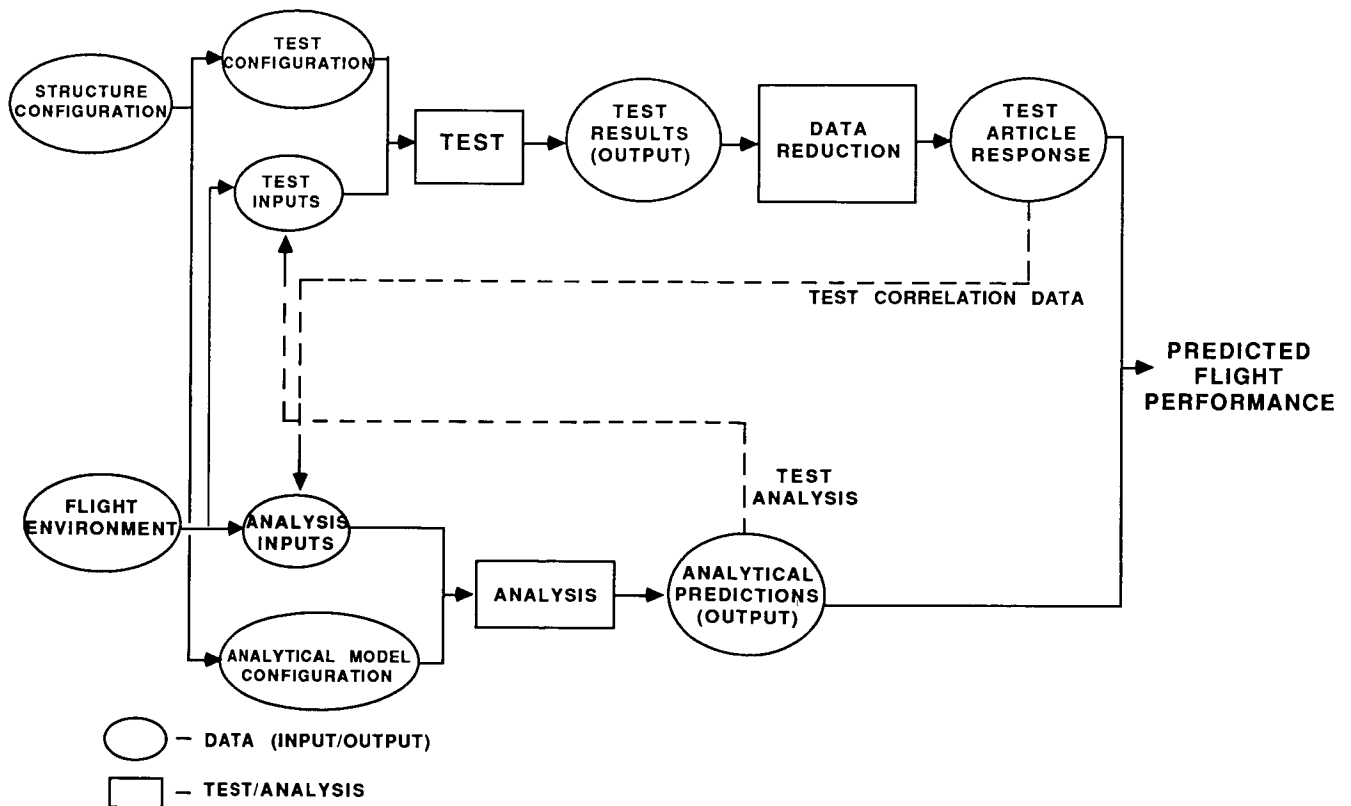 TEST
CONFIGURATION
STRUCTURE
CONFIGURATION
TEST
INPUTS
TEST
TEST
RESULTS
(OUTPUT)
DATA
REDUCTION
TEST
ARTICLE
RESPONSE
TEST CORRELATION DATA
PREDICTED
FLIGHT
PERFORMANCE
TEST
ANALYSIS
FLIGHT
ENVIRONMENT
ANALYSIS
INPUTS
ANALYSIS
ANALYTICAL
PREDICTIONS
(OUTPUT)
ANALYTICAL MODEL
CONFIGURATION
– DATA (INPUT/OUTPUT)
– TEST/ANALYSIS